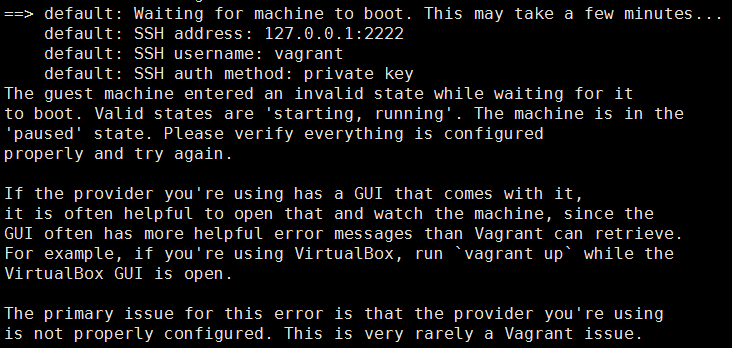 ==> default: Waiting for machine to boot. This may take a few minutes...
    default: SSH address: 127.0.0.1:2222
    default: SSH username: vagrant
    default: SSH auth method: private key
The guest machine entered an invalid state while waiting for it
to boot. Valid states are 'starting, running'. The machine is in the
'paused' state. Please verify everything is configured
properly and try again.

If the provider you're using has a GUI that comes with it,
it is often helpful to open that and watch the machine, since the
GUI often has more helpful error messages than Vagrant can retrieve.
For example, if you're using VirtualBox, run `vagrant up` while the
VirtualBox GUI is open.

The primary issue for this error is that the provider you're using
is not properly configured. This is very rarely a Vagrant issue.